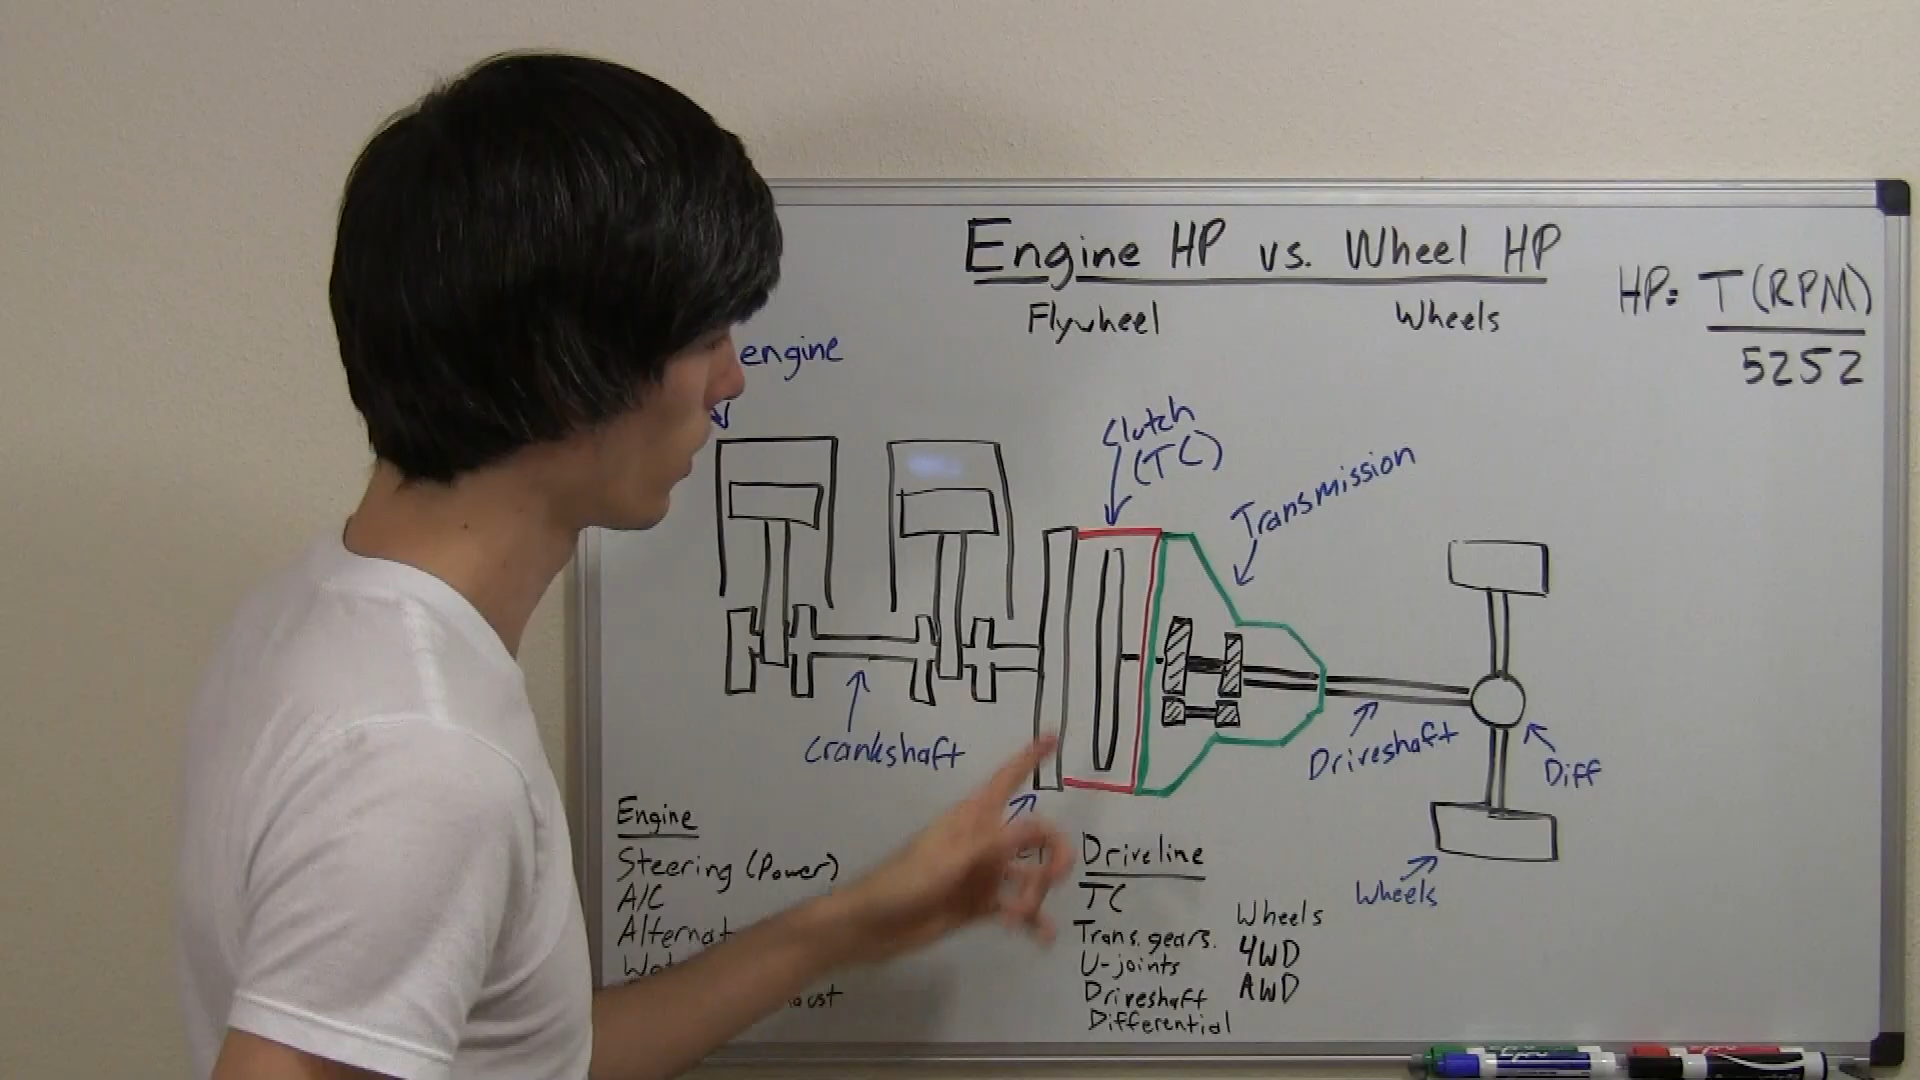 Engine HP vs. Wheel HP
Flywheel
Wheels
HP= T(RPM)
5252
engine
Clutch
(TC)
Transmission
Crankshaft
Driveshaft
Diff
Wheels
Engine
Steering (Power)
A/C
Driveline
TC
Trans. gears.
U-joints
Driveshaft
Differential
Wheels
4WD
AWD